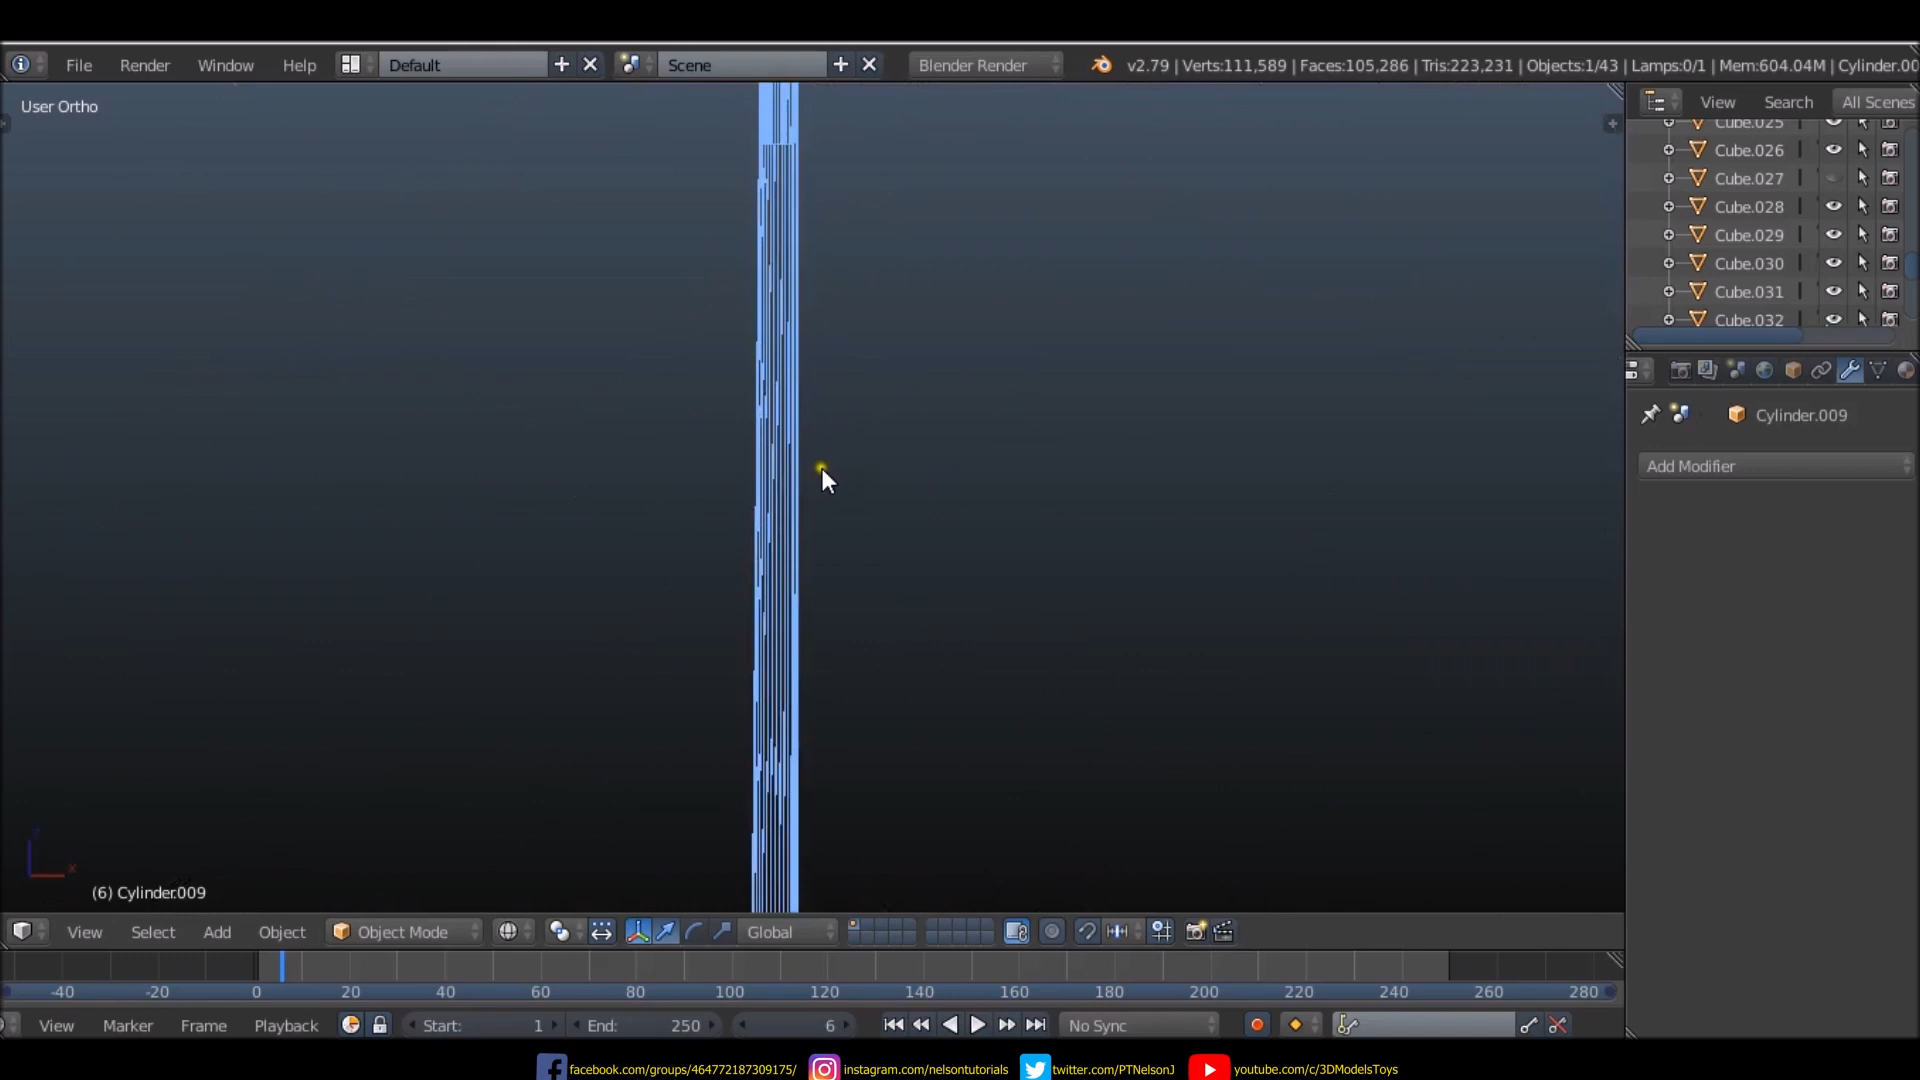 File Render Window Help Default Scene Blender Render v2.79 | Verts:111,589 | Faces:105,286 | Tris:223,231 | Objects:1/43 | Lamps:0/1 | Mem:604.04M | Cylinder.00
User Ortho
View Search All Scenes
Cube.025
Cube.026
Cube.027
Cube.028
Cube.029
Cube.030
Cube.031
Cube.032
Cylinder.009
Add Modifier
(6) Cylinder.009
View Select Add Object Object Mode Global
-40 -20 0 20 40 60 80 100 120 140 160 180 200 220 240 260 280
View Marker Frame Playback Start: 1 End: 250 6 No Sync
facebook.com/groups/464772187309175/ instagram.com/nelsontutorials twitter.com/PTNelsonJ youtube.com/c/3DModelsToys